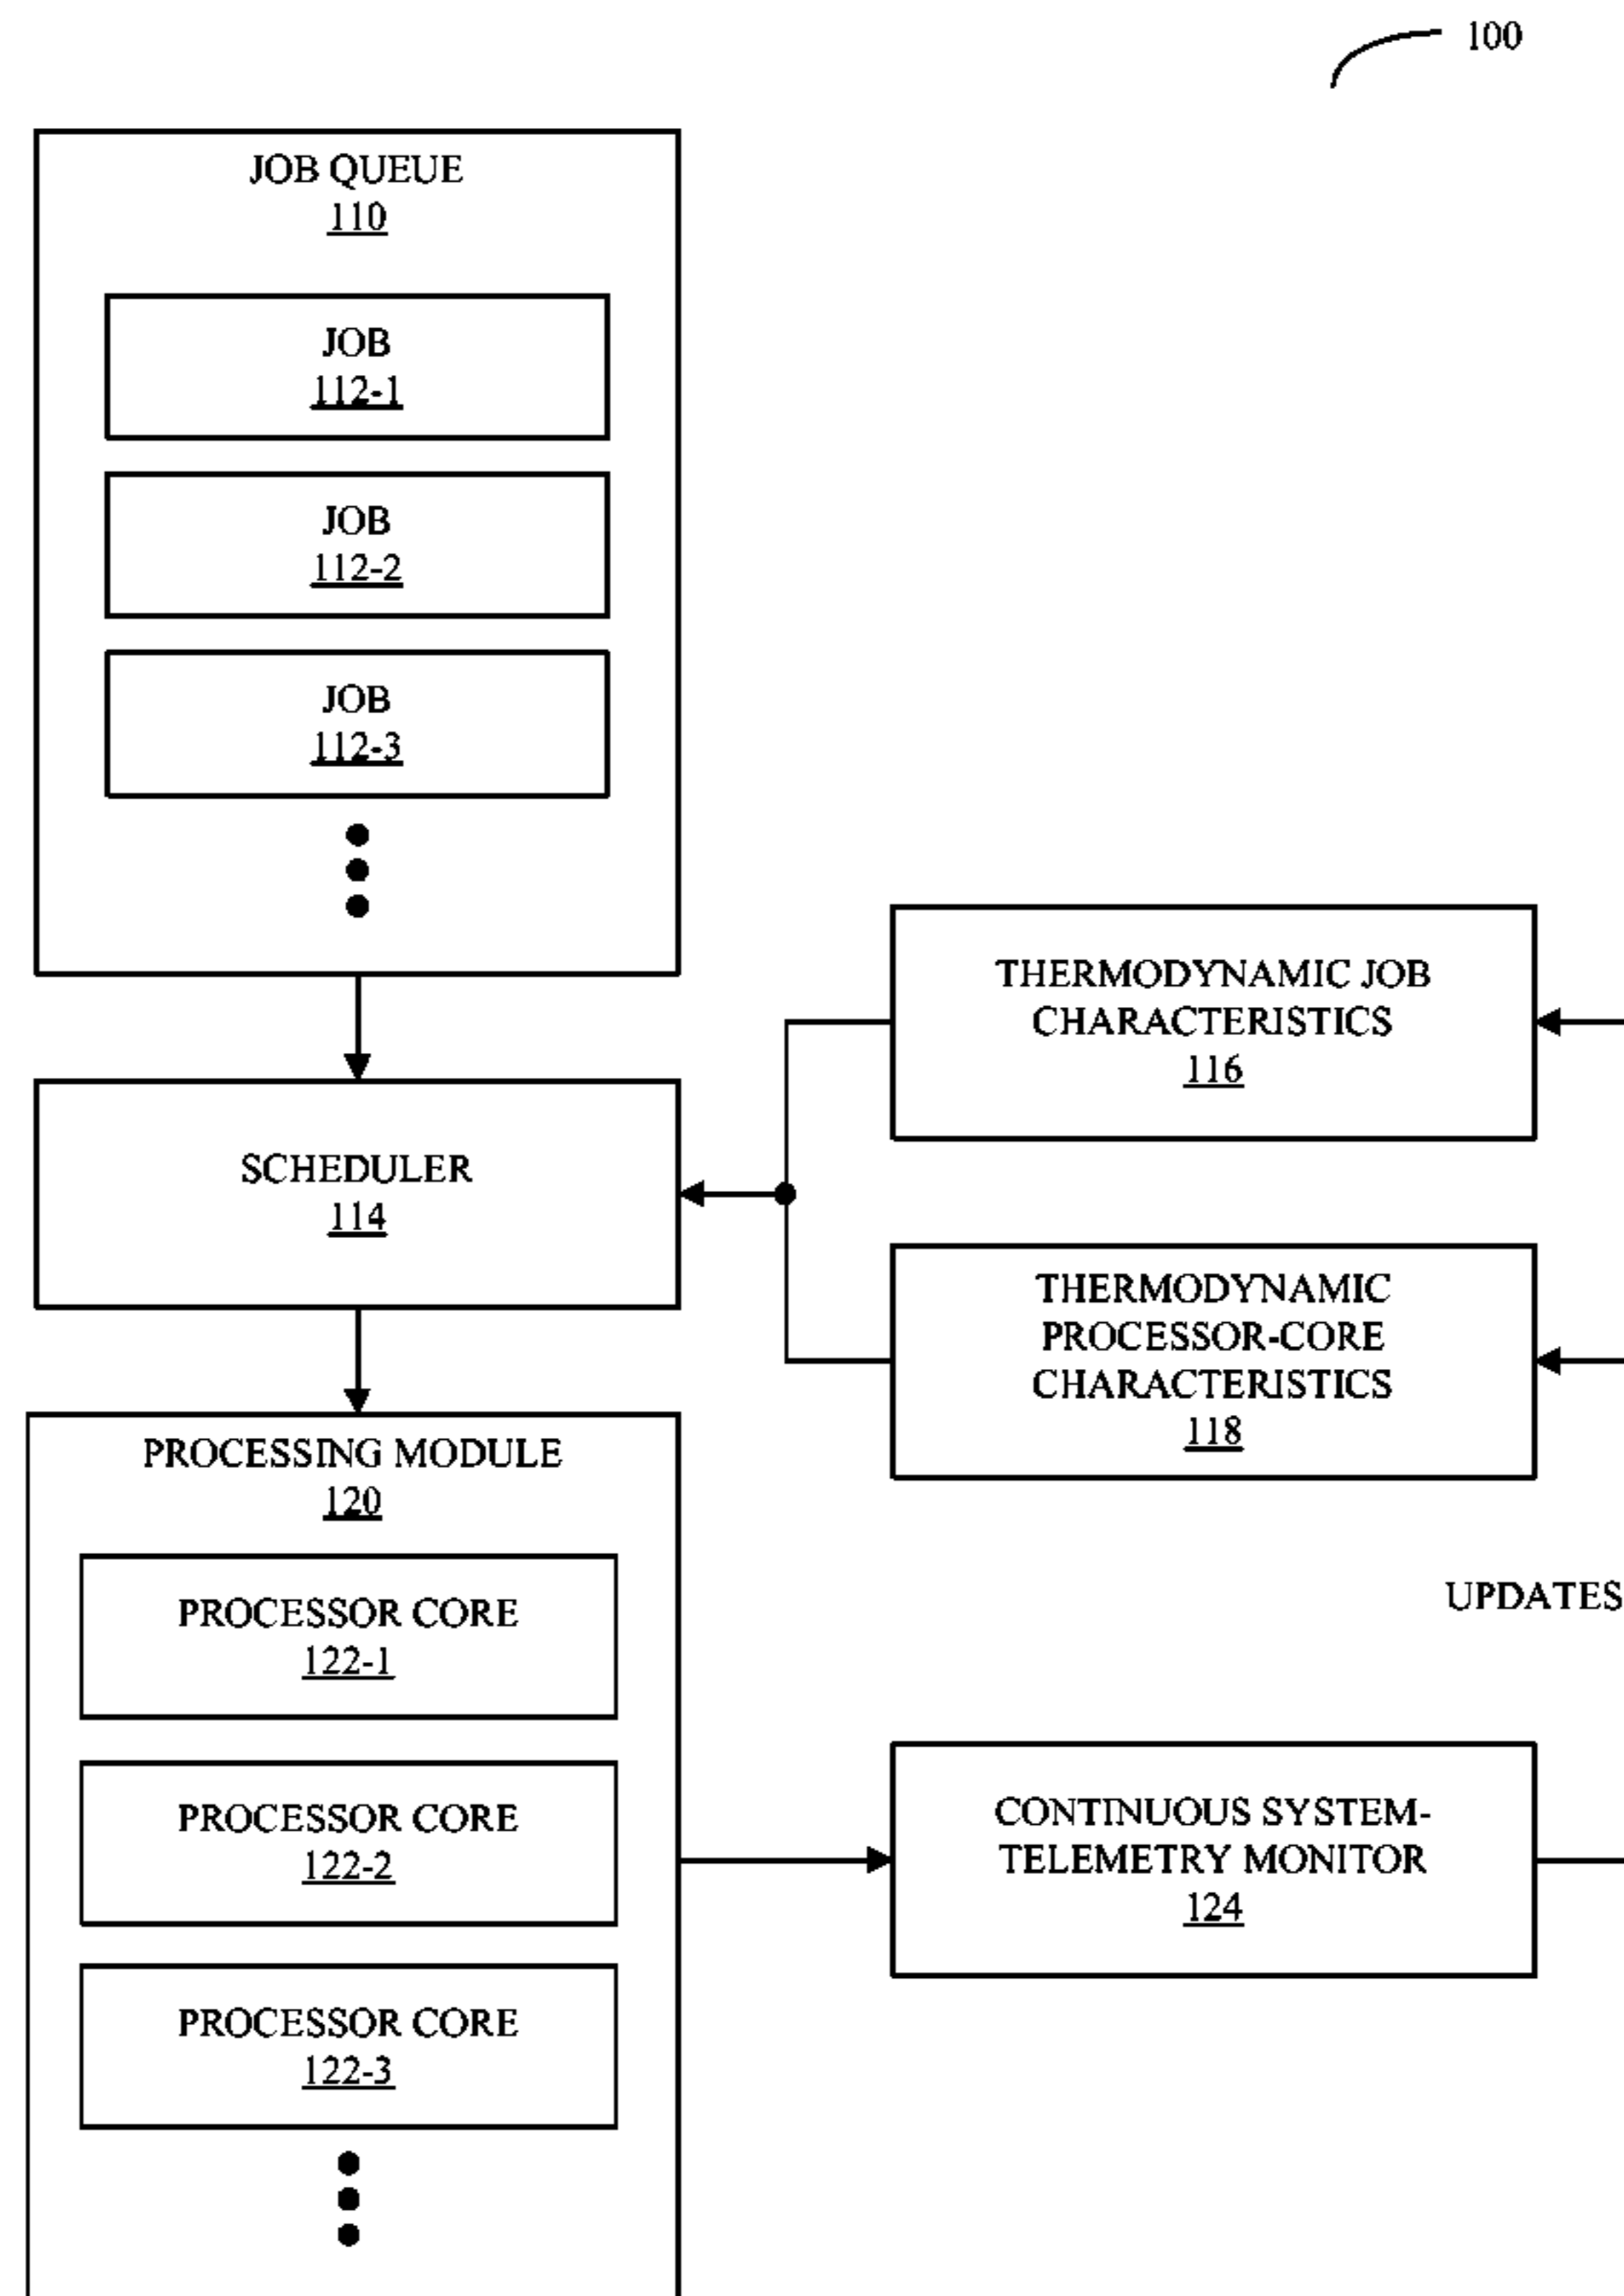 100
JOB QUEUE
110
JOB
112-1
JOB
112-2
JOB
112-3
THERMODYNAMIC JOB
CHARACTERISTICS
116
SCHEDULER
114
THERMODYNAMIC
PROCESSOR-CORE
CHARACTERISTICS
118
PROCESSING MODULE
120
UPDATES
PROCESSOR CORE
122-1
PROCESSOR CORE
122-2
CONTINUOUS SYSTEM-
TELEMETRY MONITOR
124
PROCESSOR CORE
122-3